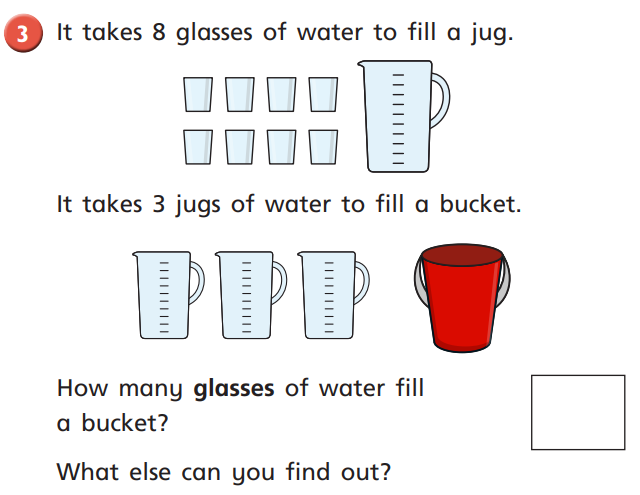 3 It takes 8 glasses of water to fill a jug.
It takes 3 jugs of water to fill a bucket.
How many glasses of water fill
a bucket?
What else can you find out?